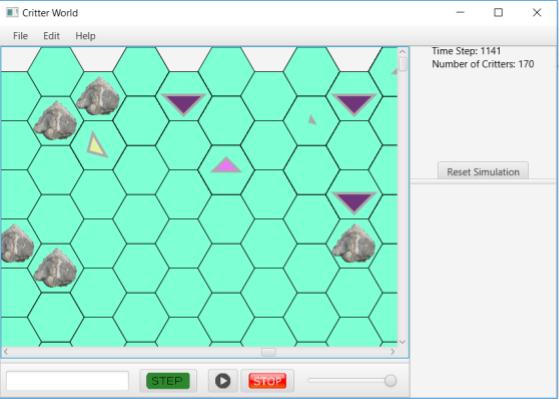 Critter World
File Edit Help
Time Step: 1141
Number of Critters: 170
Reset Simulation
STEP
STOP